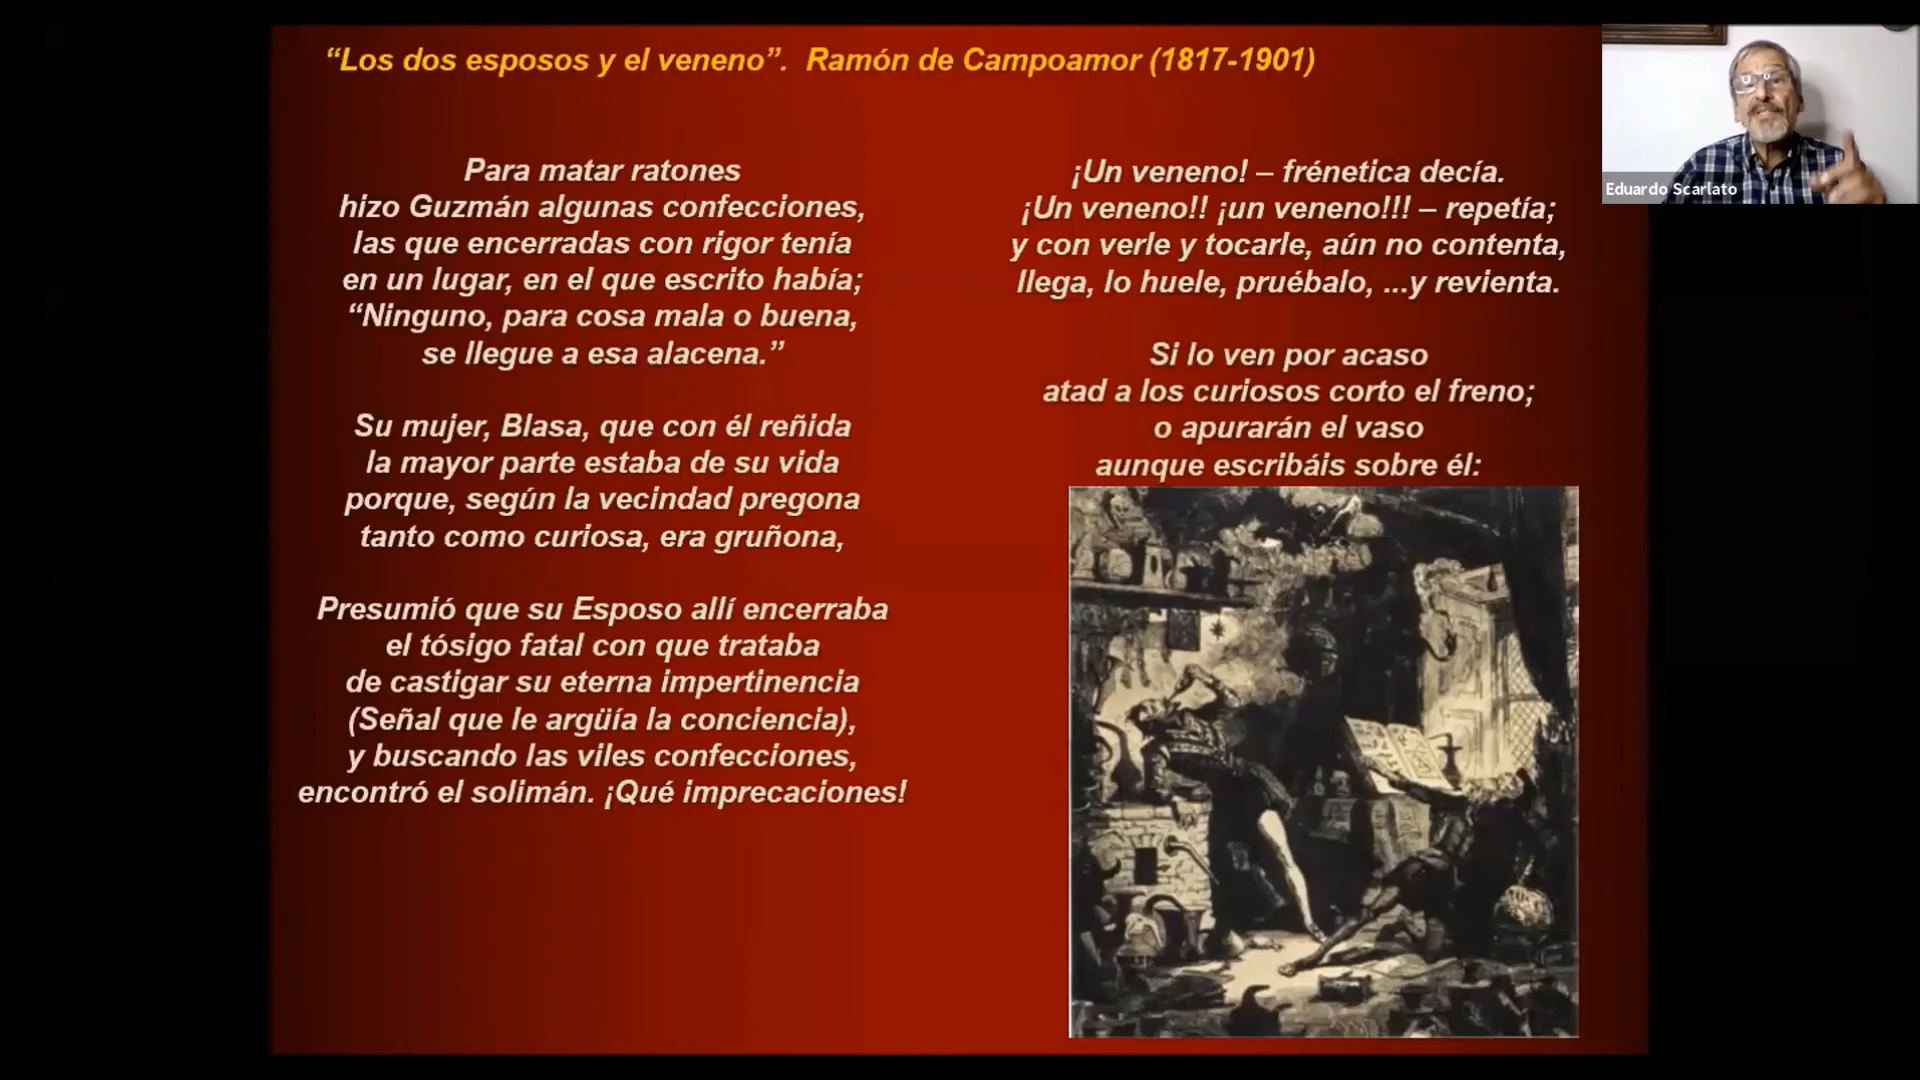 “Los dos esposos y el veneno”. Ramón de Campoamor (1817-1901)
Para matar ratones
hizo Guzmán algunas confecciones,
las que encerradas con rigor tenía
en un lugar, en el que escrito había;
“Ninguno, para cosa mala o buena,
se llegue a esa alacena.”
Su mujer, Blasa, que con él reñida
la mayor parte estaba de su vida
porque, según la vecindad pregona
tanto como curiosa, era gruñona,
Presumió que su Esposo allí encerraba
el tósigo fatal con que trataba
de castigar su eterna impertinencia
(Señal que le argüía la conciencia),
y buscando las viles confecciones,
encontró el solimán. ¡Qué imprecaciones!
¡Un veneno! – frénetica decía.
¡Un veneno!! ¡un veneno!!! – repetía;
y con verle y tocarle, aún no contenta,
llega, lo huele, pruébalo, ...y revienta.
Si lo ven por acaso
atad a los curiosos corto el freno;
o apurarán el vaso
aunque escribáis sobre él:
Eduardo Scarlato